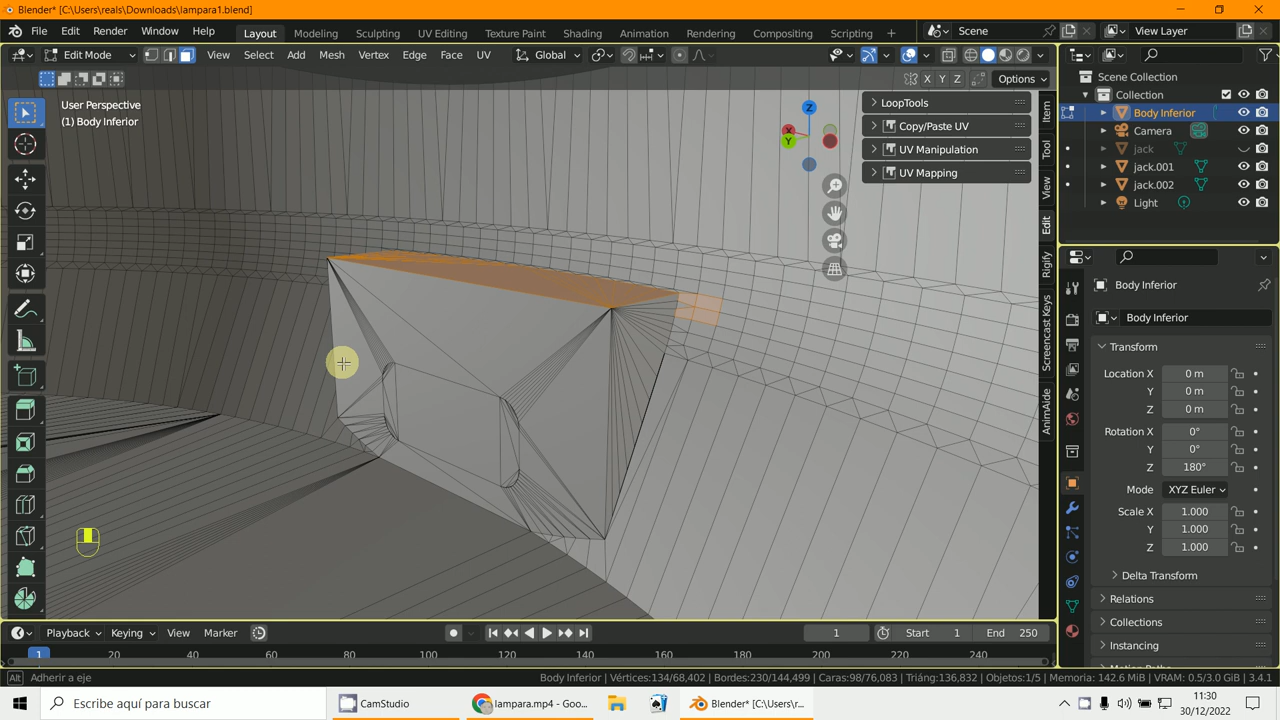 Blender* [C:\Users\reals\Downloads\lampara1.blend]
File Edit Render Window Help Layout Modeling Sculpting UV Editing Texture Paint Shading Animation Rendering Compositing Scripting + Scene View Layer
Edit Mode View Select Add Mesh Vertex Edge Face UV Global
X Y Z Options
User Perspective
(1) Body Inferior
Z
X
Y
LoopTools
Copy/Paste UV
UV Manipulation
UV Mapping
Item
Tool
View
Edit
Rigify
Screencast Keys
AnimAide
Scene Collection
Collection
Body Inferior
Camera
jack
jack.001
jack.002
Light
Body Inferior
Body Inferior
Transform
Location X 0 m
Y 0 m
Z 0 m
Rotation X 0°
Y 0°
Z 180°
Mode XYZ Euler
Scale X 1.000
Y 1.000
Z 1.000
Delta Transform
Relations
Collections
Instancing
Motion Paths
Playback Keying View Marker 1 Start 1 End 250
1 20 40 60 80 100 120 140 160 180 200 220 240
Alt Adherir a eje Body Inferior | Vértices:134/68,402 | Bordes:230/144,499 | Caras:98/76,083 | Triáng:136,832 | Objetos:1/5 | Memoria: 142.6 MiB | VRAM: 0.5/3.0 GiB | 3.4.1
Escribe aquí para buscar CamStudio lampara.mp4 - Goo... Blender* [C:\Users\r... 11:30
30/12/2022